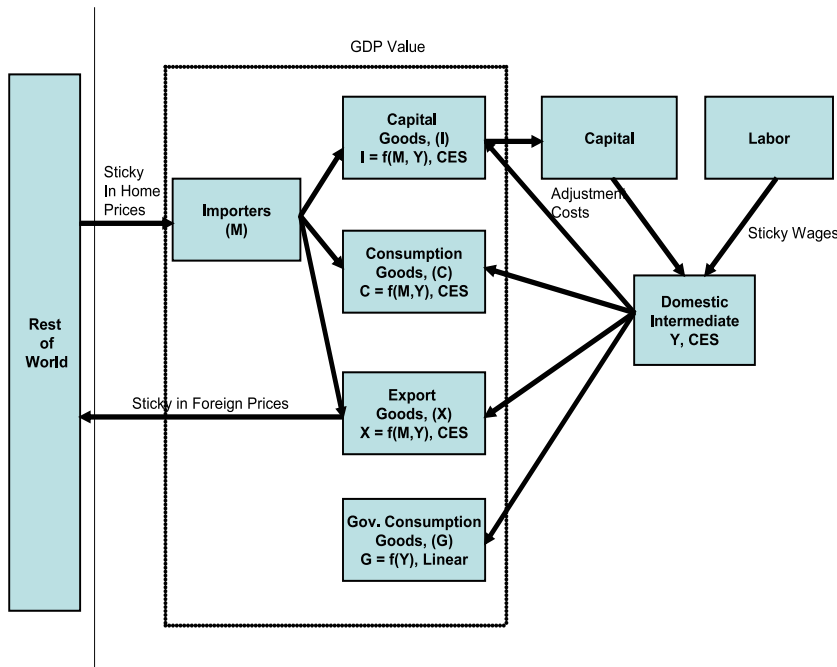 GDP Value
Rest
of
World
Sticky
In Home
Prices
Importers
(M)
Capital
Goods, (I)
I = f(M, Y), CES
Capital
Labor
Adjustment
Costs
Sticky Wages
Consumption
Goods, (C)
C = f(M,Y), CES
Domestic
Intermediate
Y, CES
Sticky in Foreign Prices
Export
Goods, (X)
X = f(M,Y), CES
Gov. Consumption
Goods, (G)
G = f(Y), Linear